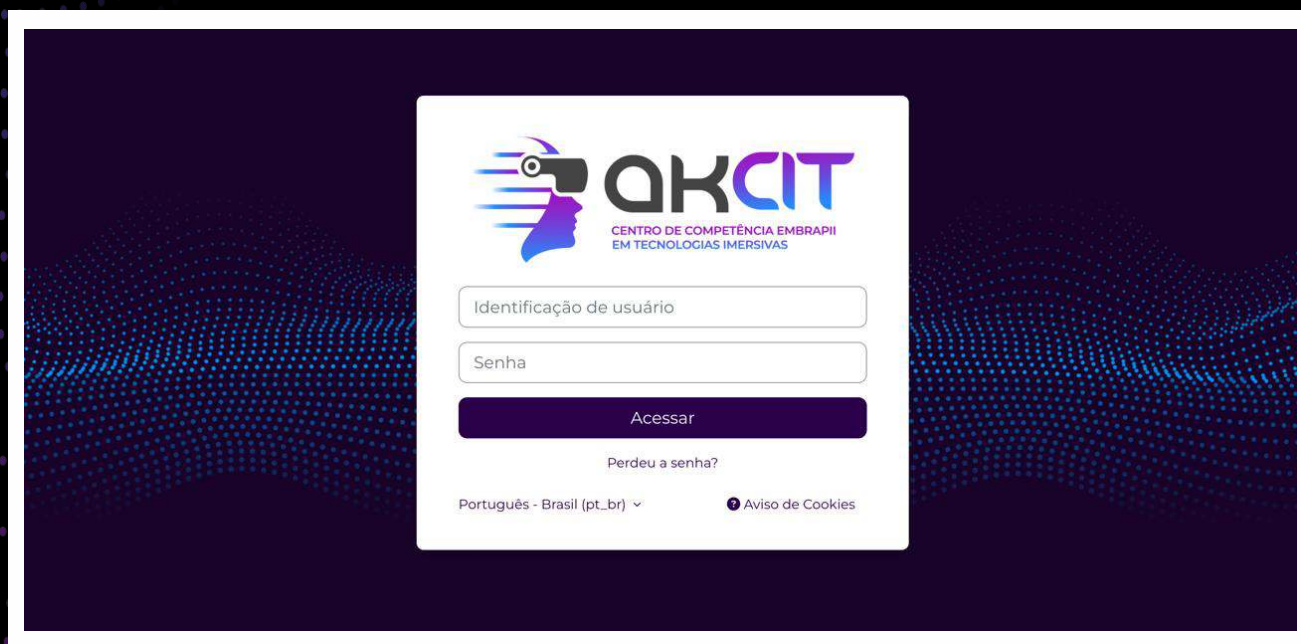 AKCIT
CENTRO DE COMPETÊNCIA EMBRAPII
EM TECNOLOGIAS IMERSIVAS
Identificação de usuário
Senha
Acessar
Perdeu a senha?
Português - Brasil (pt_br)
Aviso de Cookies